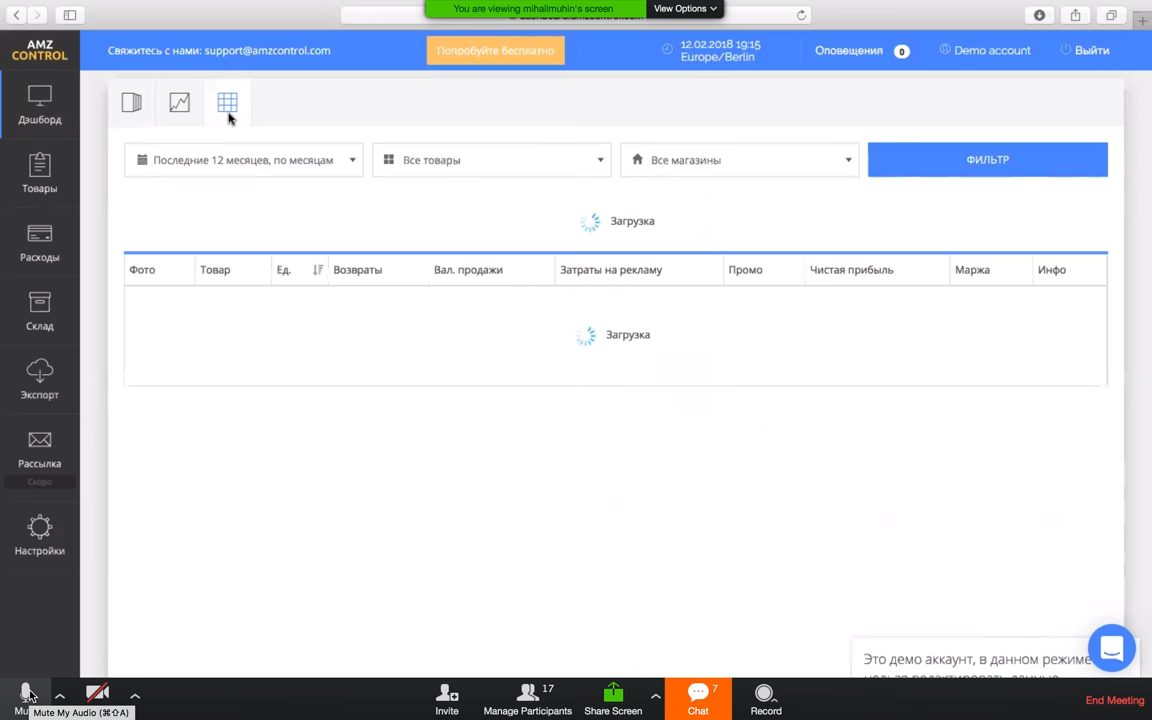 You are viewing mihailmuhin's screen
View Options
AMZ
CONTROL
Свяжитесь с нами: support@amzcontrol.com
Попробуйте бесплатно
12.02.2018 19:15
Europe/Berlin
Оповещения 0
Demo account
Выйти
Дэшборд
Товары
Расходы
Склад
Экспорт
Рассылка
Скоро
Настройки
Последние 12 месяцев, по месяцам
Все товары
Все магазины
ФИЛЬТР
Загрузка
Фото Товар Ед. Возвраты Вал. продажи Затраты на рекламу Промо Чистая прибыль Маржа Инфо
Загрузка
Это демо аккаунт, в данном режиме
нельзя редактировать данные
Mute My Audio (⌘⇧A)
Invite
17
Manage Participants
Share Screen
7
Chat
Record
End Meeting